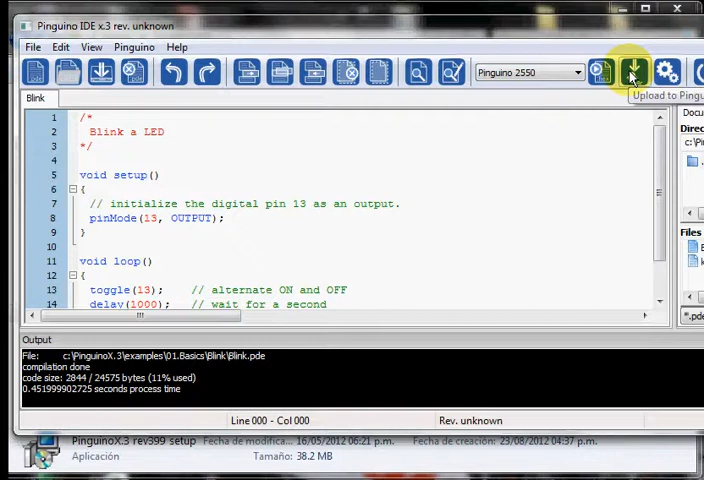 Pinguino IDE x.3 rev. unknown
File Edit View Pinguino Help
Pinguino 2550
Upload to Pingu
Blink
1 /*
2 Blink a LED
3 */
4
5 void setup()
6 {
7 // initialize the digital pin 13 as an output.
8 pinMode(13, OUTPUT);
9 }
10
11 void loop()
12 {
13 toggle(13); // alternate ON and OFF
14 delay(1000); // wait for a second
Docu
Direc
c:\Pi
Files
*.pde
Output
File: c:\PinguinoX.3\examples\01.Basics\Blink\Blink.pde
compilation done
code size: 2844 / 24575 bytes (11% used)
0.451999902725 seconds process time
Line 000 - Col 000 Rev. unknown
PinguinoX.3 rev399 setup Fecha de modifica... 16/05/2012 06:21 p.m. Fecha de creación: 23/08/2012 04:37 p.m.
Aplicación Tamaño: 38.2 MB